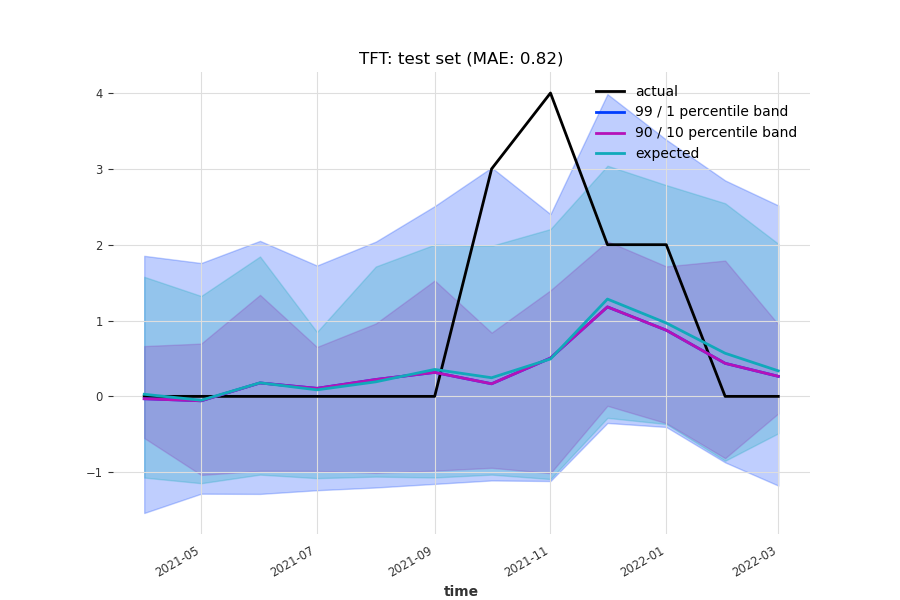 TFT: test set (MAE: 0.82)
actual
99 / 1 percentile band
90 / 10 percentile band
expected
4
3
2
1
0
−1
2021-05
2021-07
2021-09
2021-11
2022-01
2022-03
time